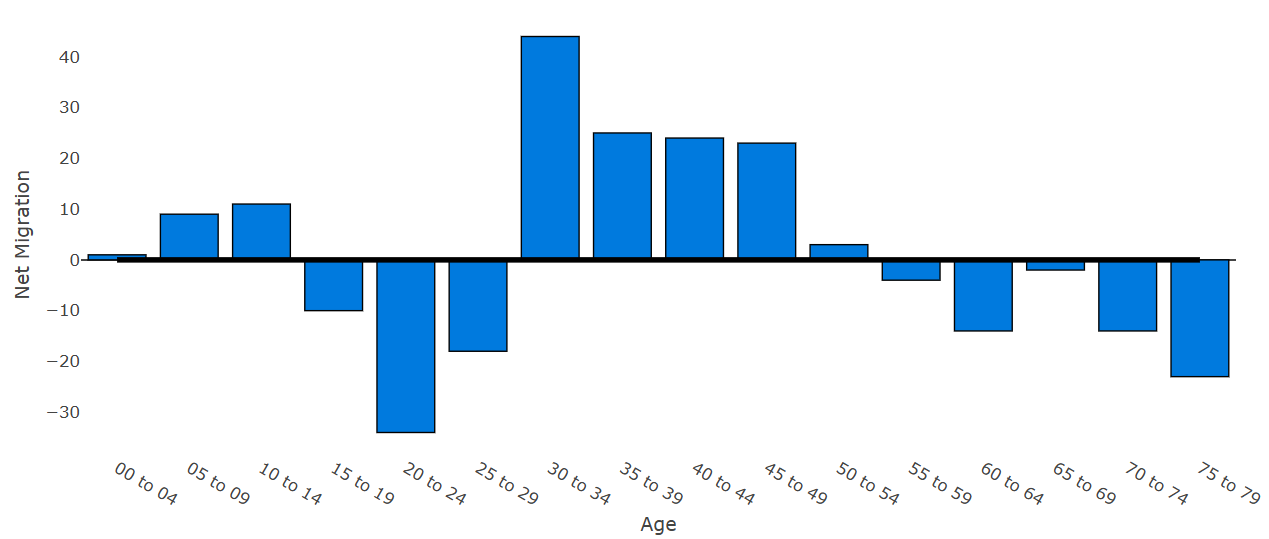 40
30
20
10
0
−10
−20
−30
Net Migration
00 to 04
05 to 09
10 to 14
15 to 19
20 to 24
25 to 29
30 to 34
35 to 39
40 to 44
45 to 49
50 to 54
55 to 59
60 to 64
65 to 69
70 to 74
75 to 79
Age